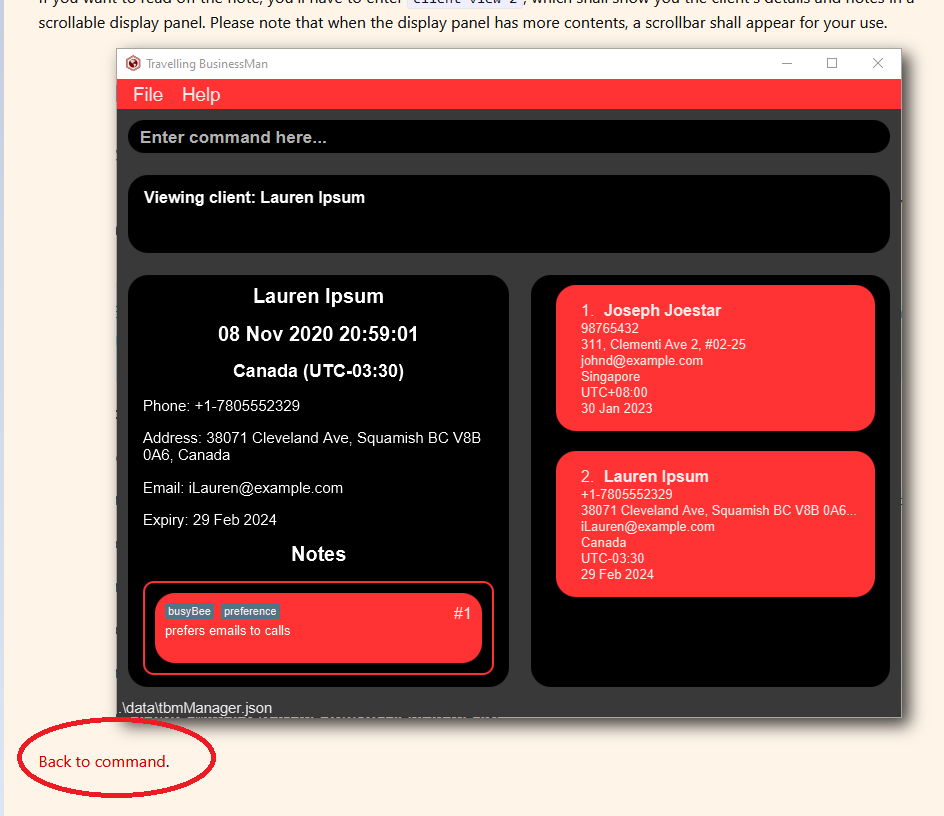 If you want to read on the note, you'll have to enter client view 2, which shall show you the client's details and notes in a
scrollable display panel. Please note that when the display panel has more contents, a scrollbar shall appear for your use.
Travelling BusinessMan
File Help
Enter command here...
Viewing client: Lauren Ipsum
Lauren Ipsum
08 Nov 2020 20:59:01
Canada (UTC-03:30)
Phone: +1-7805552329
Address: 38071 Cleveland Ave, Squamish BC V8B
0A6, Canada
Email: iLauren@example.com
Expiry: 29 Feb 2024
Notes
busyBee preference #1
prefers emails to calls
1. Joseph Joestar
98765432
311, Clementi Ave 2, #02-25
johnd@example.com
Singapore
UTC+08:00
30 Jan 2023
2. Lauren Ipsum
+1-7805552329
38071 Cleveland Ave, Squamish BC V8B 0A6...
iLauren@example.com
Canada
UTC-03:30
29 Feb 2024
.\data\tbmManager.json
Back to command.